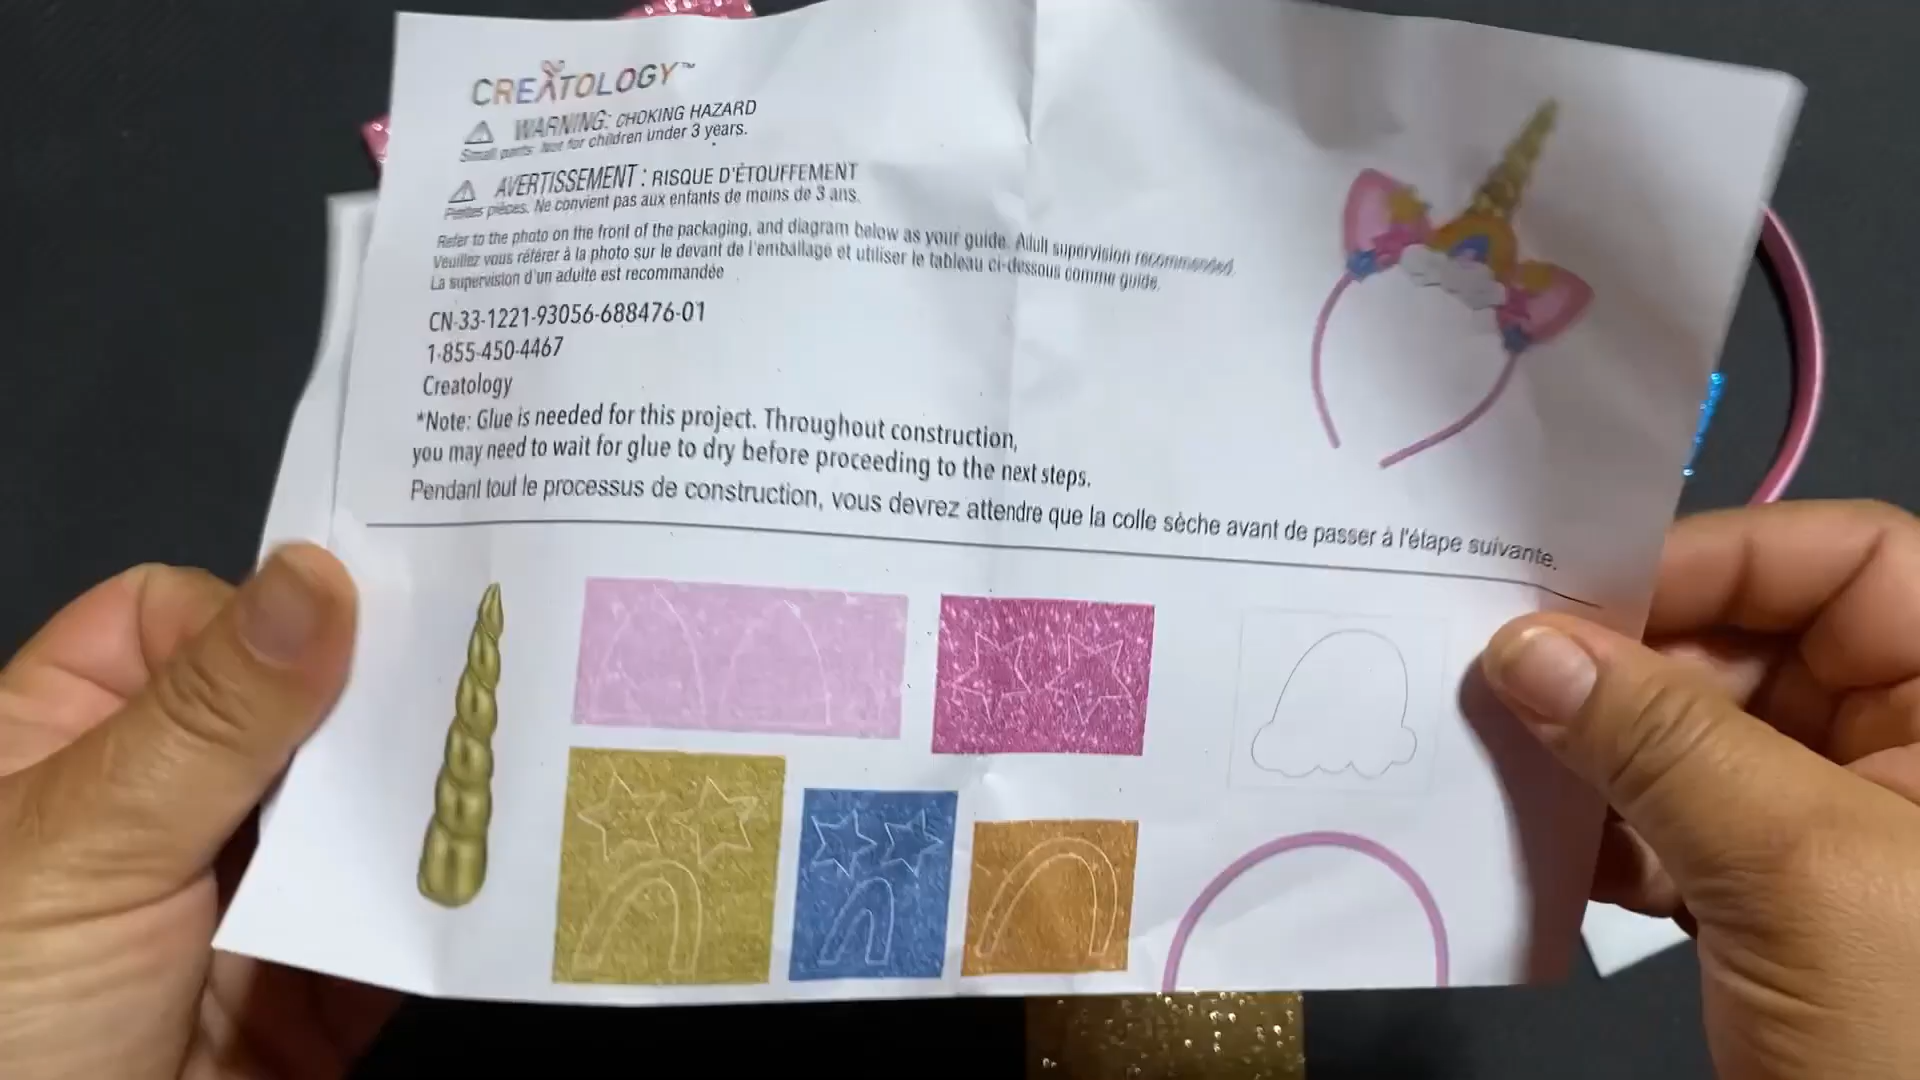 CREATOLOGY™
WARNING: CHOKING HAZARD
Small parts. Not for children under 3 years.
AVERTISSEMENT : RISQUE D'ÉTOUFFEMENT
Petites pièces. Ne convient pas aux enfants de moins de 3 ans.
Refer to the photo on the front of the packaging, and diagram below as your guide. Adult supervision recommended.
Veuillez vous référer à la photo sur le devant de l'emballage et utiliser le tableau ci-dessous comme guide.
La supervision d'un adulte est recommandée
CN-33-1221-93056-688476-01
1-855-450-4467
Creatology
*Note: Glue is needed for this project. Throughout construction,
you may need to wait for glue to dry before proceeding to the next steps.
Pendant tout le processus de construction, vous devrez attendre que la colle sèche avant de passer à l'étape suivante.